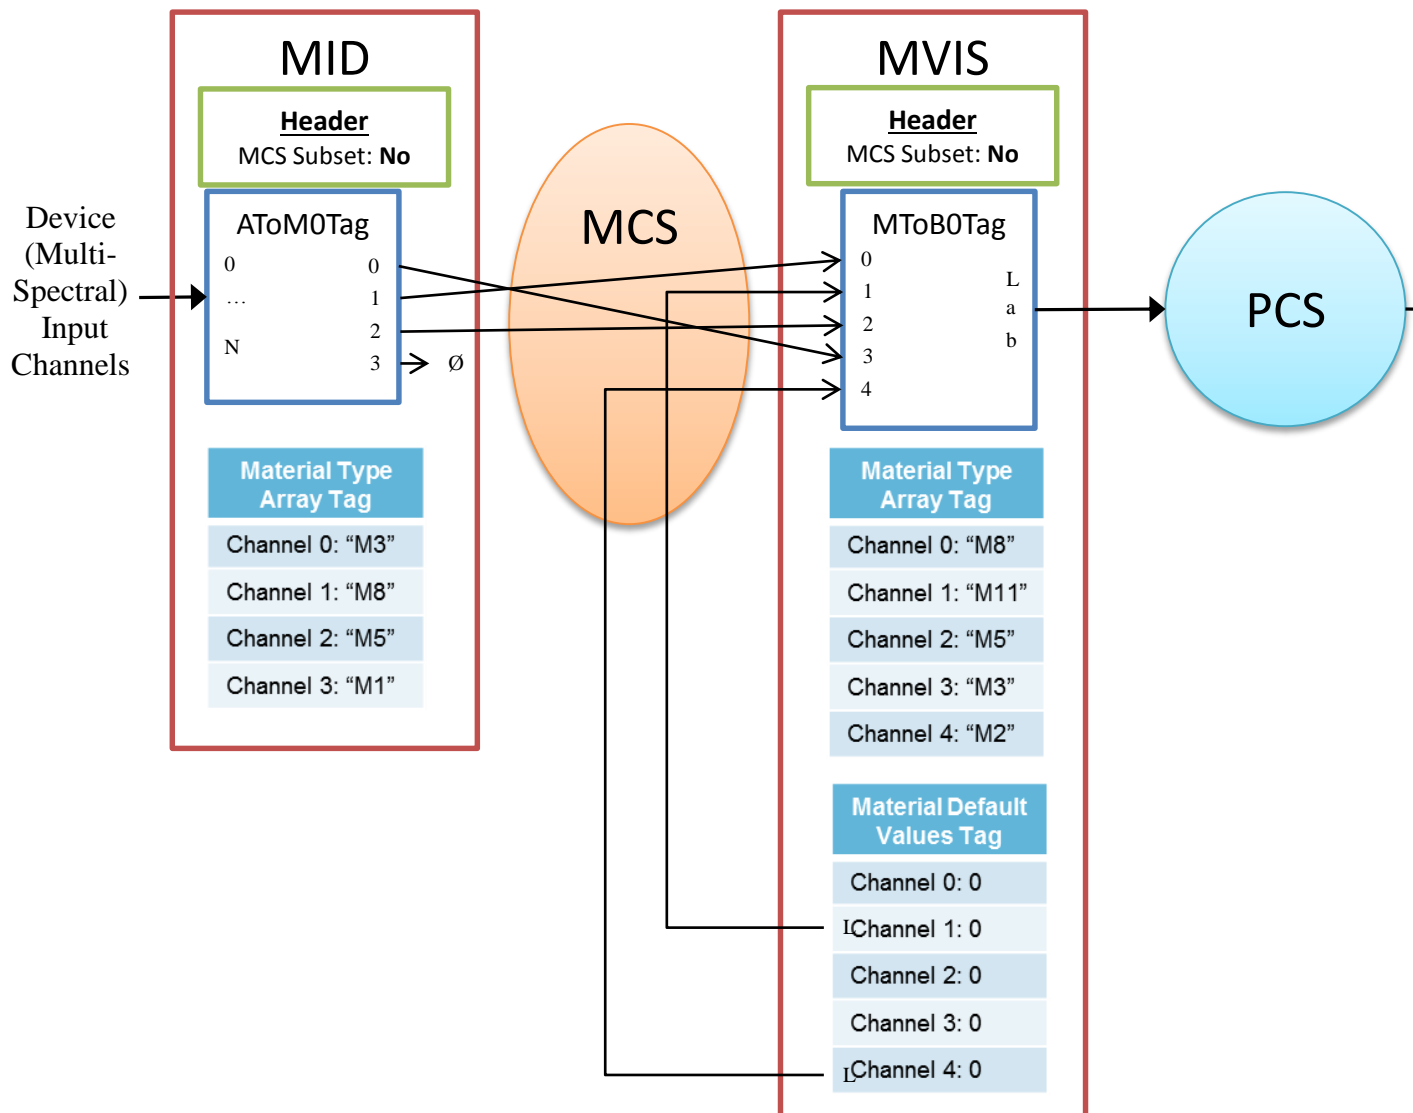 MID
Header
MCS Subset: No
AToM0Tag
0
…
N
0
1
2
3
Ø
Device
(Multi-
Spectral)
Input
Channels
Material Type
Array Tag
Channel 0: “M3”
Channel 1: “M8”
Channel 2: “M5”
Channel 3: “M1”
MCS
MVIS
Header
MCS Subset: No
MToB0Tag
0
1
2
3
4
L
a
b
Material Type
Array Tag
Channel 0: “M8”
Channel 1: “M11”
Channel 2: “M5”
Channel 3: “M3”
Channel 4: “M2”
Material Default
Values Tag
Channel 0: 0
L
Channel 1: 0
Channel 2: 0
Channel 3: 0
L
Channel 4: 0
PCS